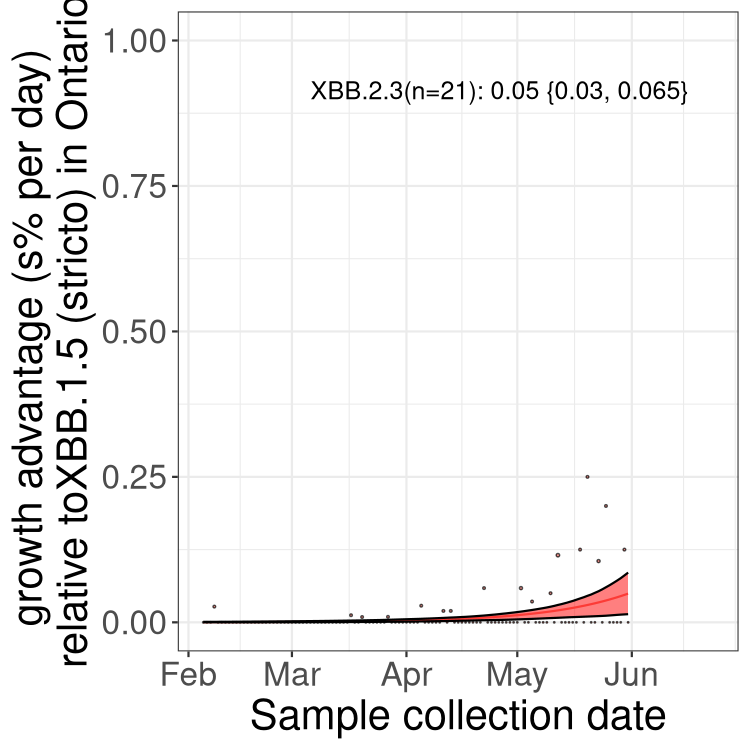 growth advantage (s% per day)
relative toXBB.1.5 (stricto) in Ontario
1.00
0.75
0.50
0.25
0.00
XBB.2.3(n=21): 0.05 {0.03, 0.065}
Feb Mar Apr May Jun
Sample collection date